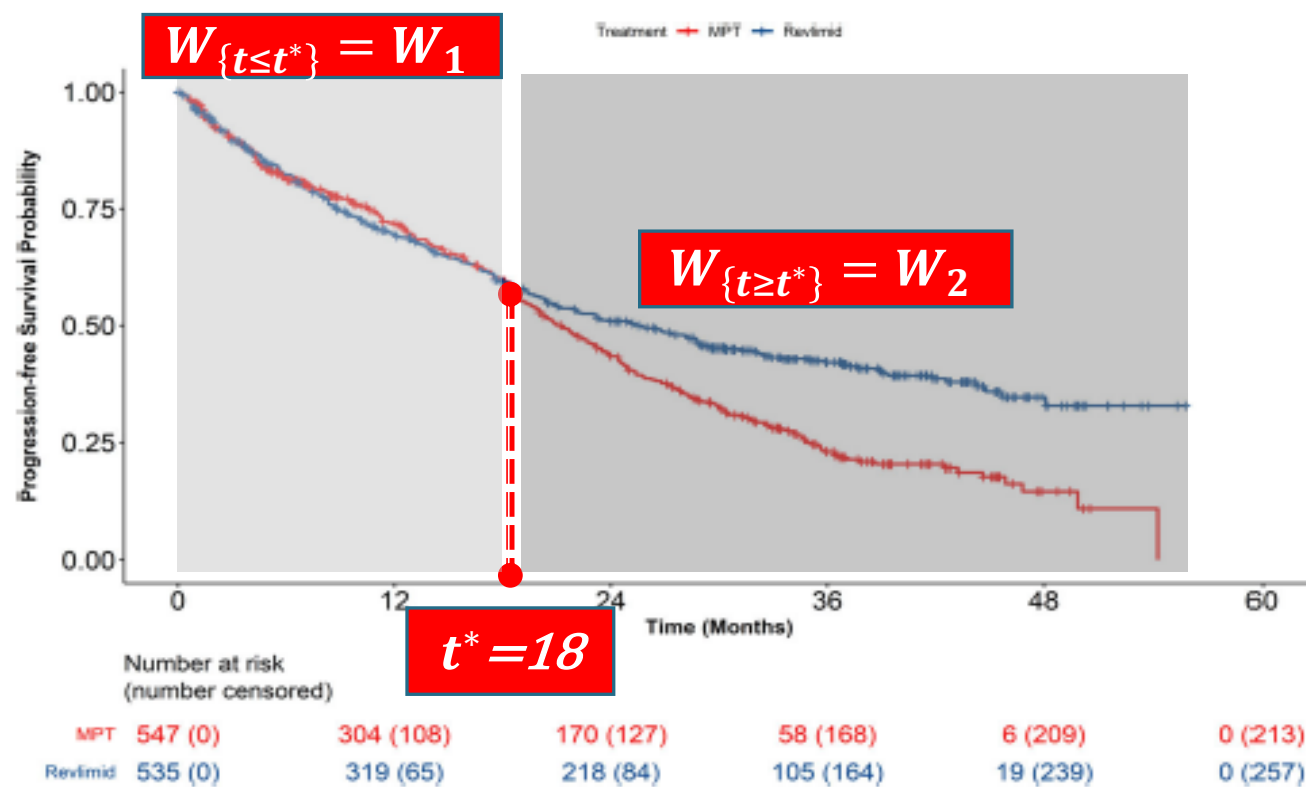 W{t≤t*} = W1
Treatment MPT Revlimid
1.00
0.75
0.50
0.25
0.00
Progression-free Survival Probability
W{t≥t*} = W2
0 12 24 36 48 60
Time (Months)
t* =18
Number at risk
(number censored)
MPT 547 (0) 304 (108) 170 (127) 58 (168) 6 (209) 0 (213)
Revlimid 535 (0) 319 (65) 218 (84) 105 (164) 19 (239) 0 (257)